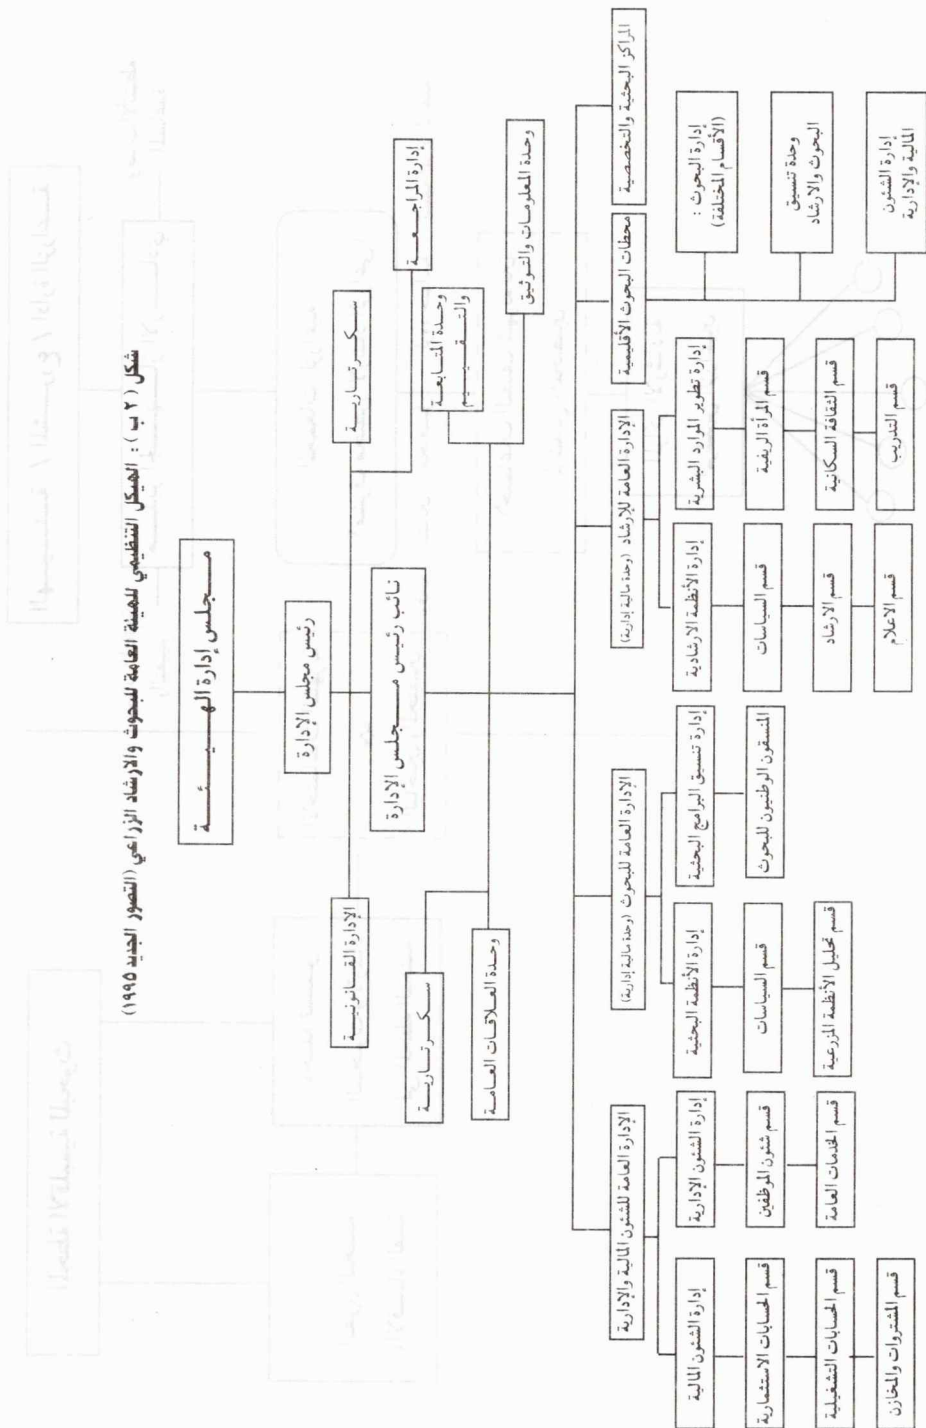 شكل ( ٢ ب ) : الهيكل التنظيمي للهيئة العامة للبحوث والارشاد الزراعي (التصور الجديد ١٩٩٥)
مجلس إدارة الهيئة
رئيس مجلس الإدارة
سكرتارية
الإدارة القانونية
إدارة المراجعة
نائب رئيس مجلس الإدارة
وحدة المتابعة
والتقييم
سكرتارية
وحدة المعلومات والتوثيق
وحدة العلاقات العامة
المراكز البحثية والتخصصية
محطات البحوث الأقليمية
إدارة البحوث :
(الأقسام المختلفة)
وحدة تنسيق
البحوث والارشاد
إدارة الشئون
المالية والإدارية
الإدارة العامة للإرشاد (وحدة مالية إدارية)
إدارة تطوير الموارد البشرية
قسم المرأة الريفية
قسم الثقافة السكانية
قسم التدريب
إدارة الأنظمة الارشادية
قسم السياسات
قسم الارشاد
قسم الاعلام
الإدارة العامة للبحوث (وحدة مالية إدارية)
إدارة تنسيق البرامج البحثية
المنسقون الوطنيون للبحوث
إدارة الأنظمة البحثية
قسم السياسات
قسم تحليل الأنظمة المزرعية
الإدارة العامة للشئون المالية والإدارية
إدارة الشئون الإدارية
قسم شئون الموظفين
قسم الخدمات العامة
إدارة الشئون المالية
قسم الحسابات الاستثمارية
قسم الحسابات التشغيلية
قسم المشتروات والمخازن